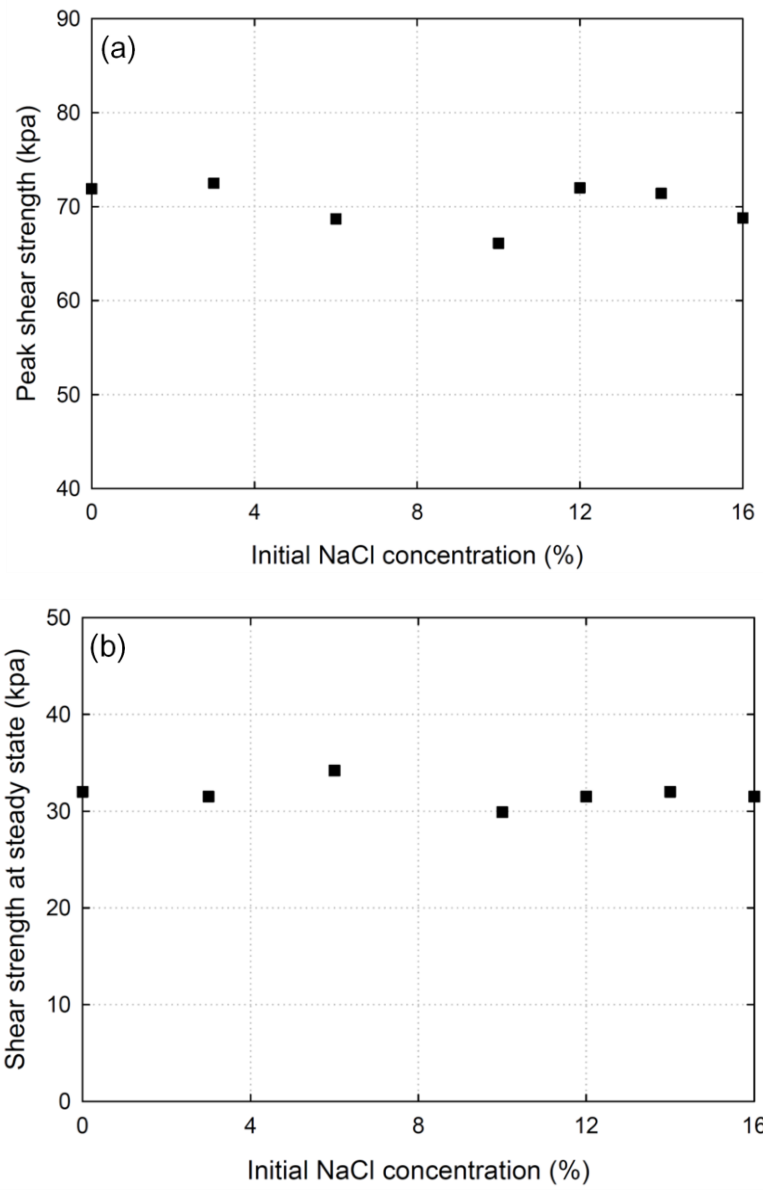 (a)
Peak shear strength (kpa)
90
80
70
60
50
40
0 4 8 12 16
Initial NaCl concentration (%)
(b)
Shear strength at steady state (kpa)
50
40
30
20
10
0
0 4 8 12 16
Initial NaCl concentration (%)